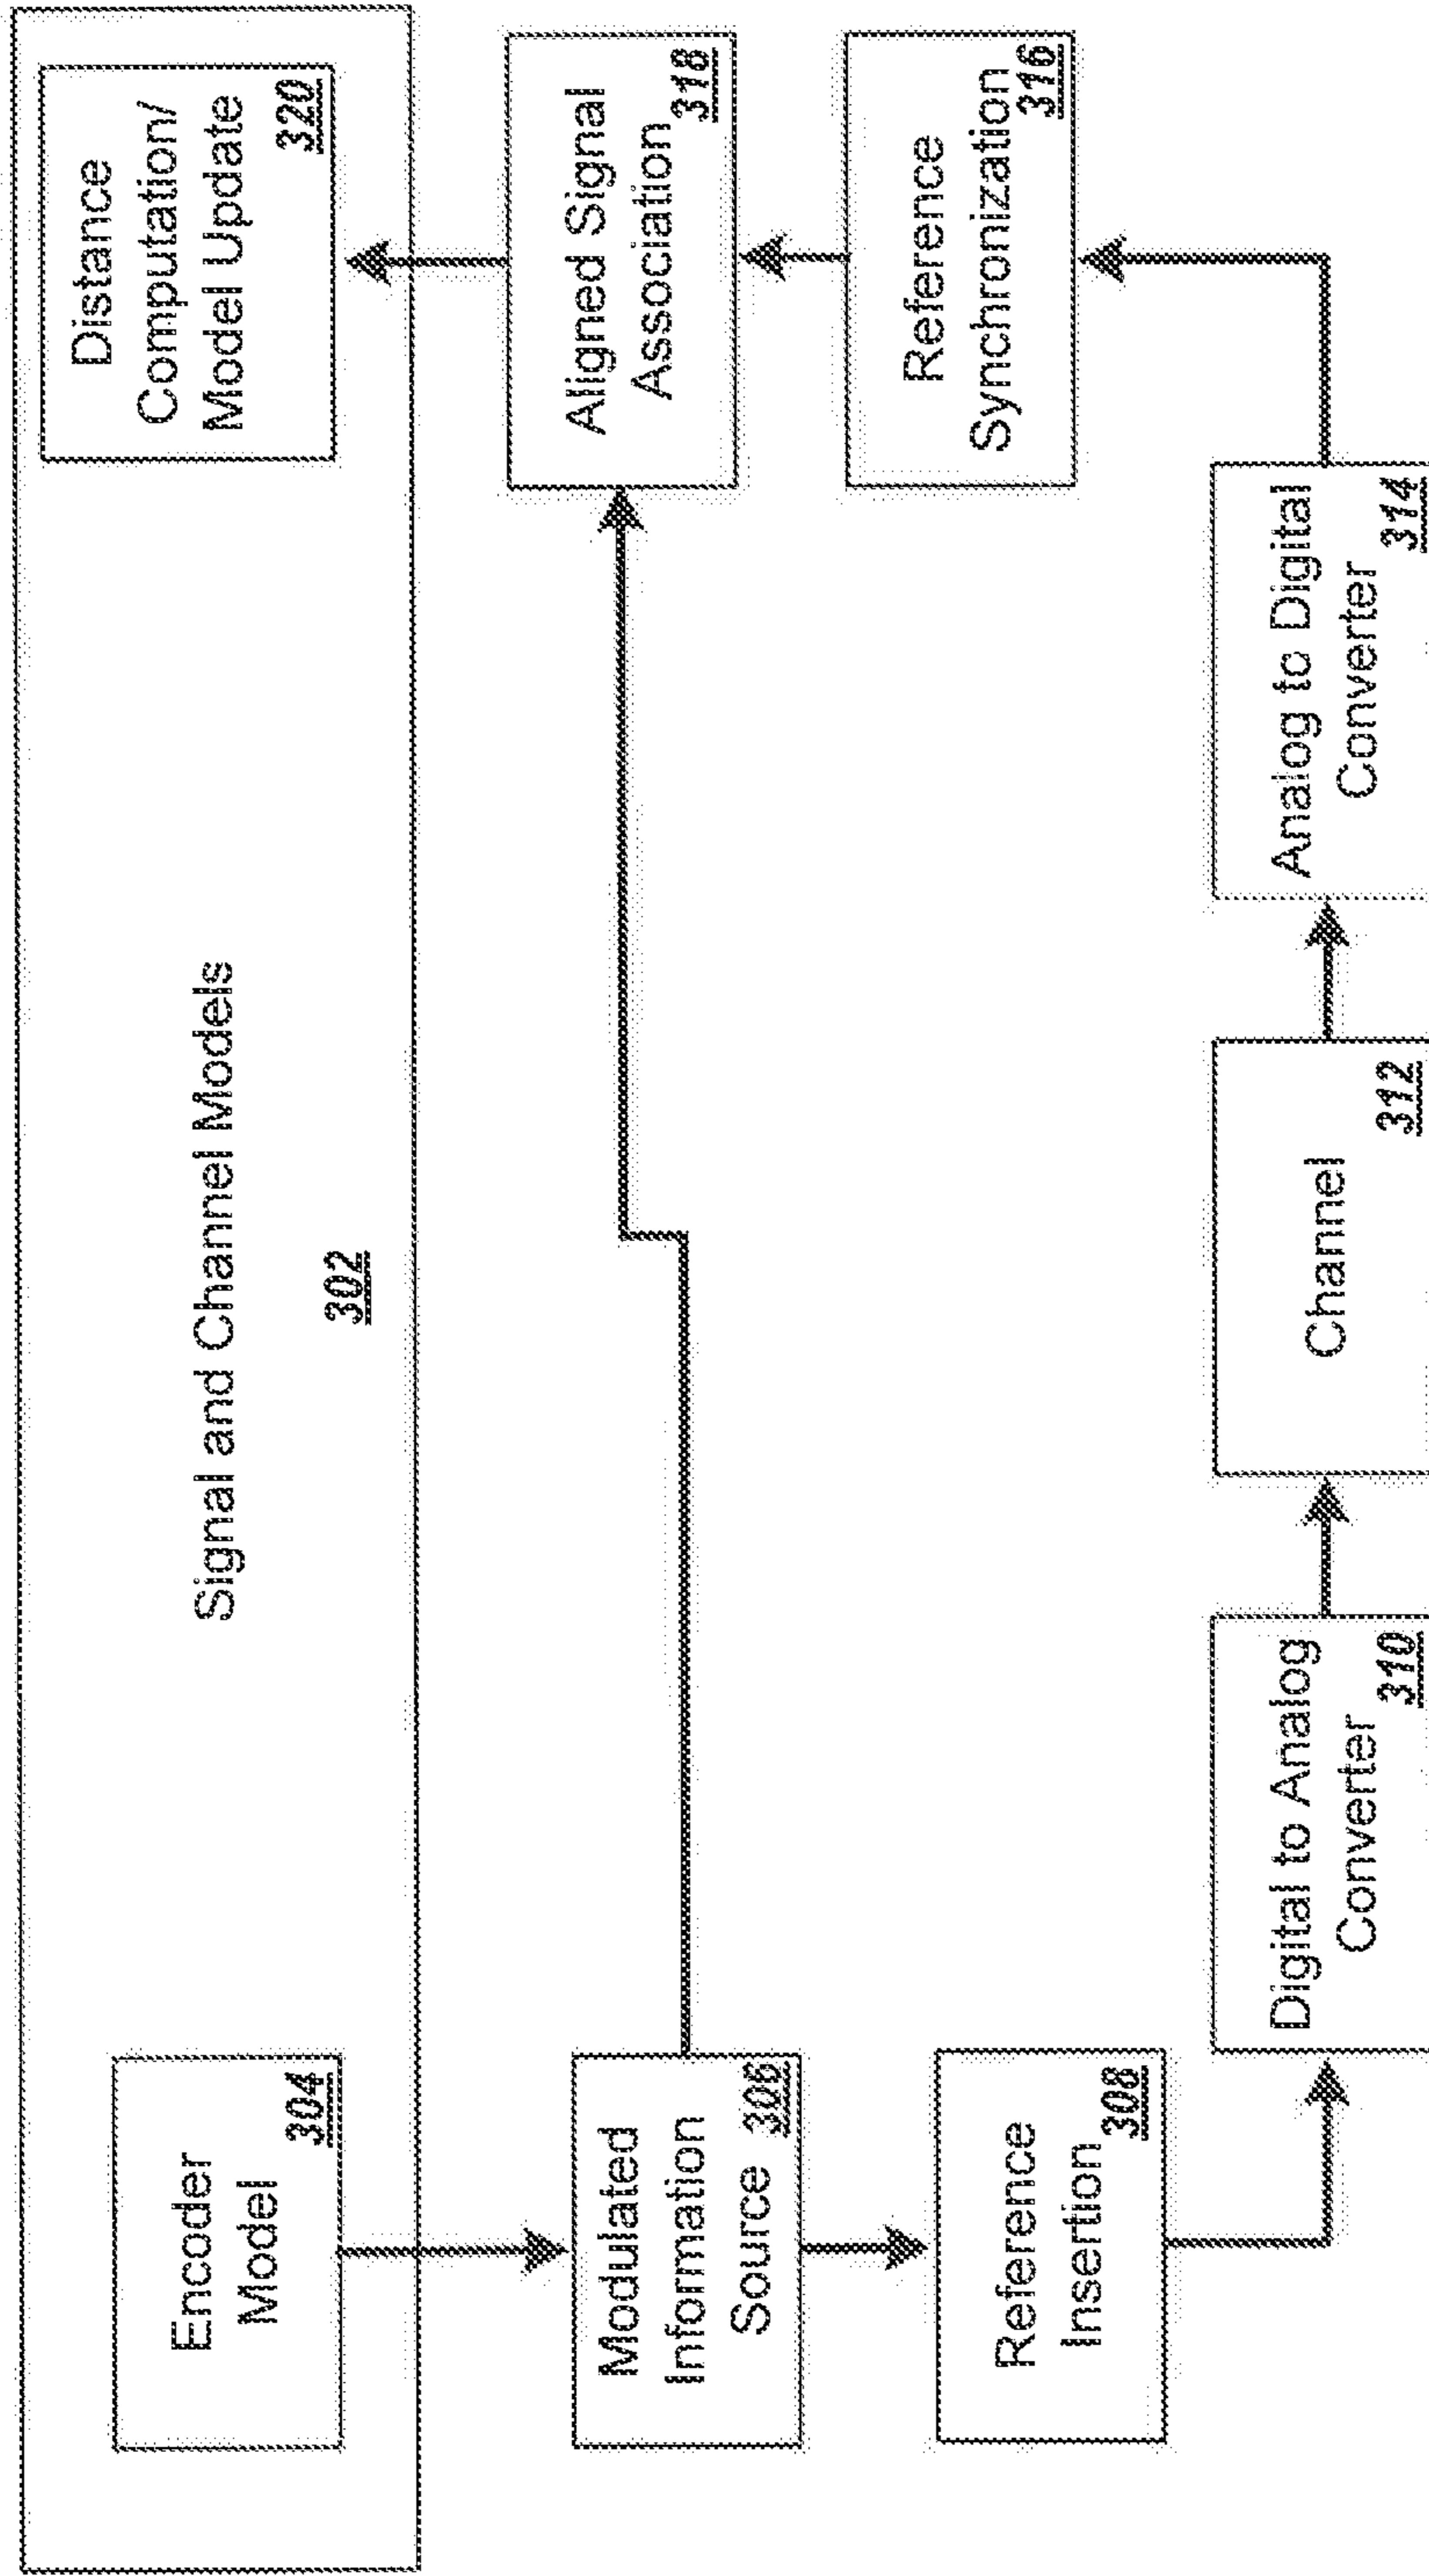 Signal and Channel Models
302
Encoder
Model
304
Distance
Computation/
Model Update
320
Modulated
Information
Source 306
Aligned Signal
Association
318
Reference
Insertion
308
Reference
Synchronization
316
Digital to Analog
Converter
310
Channel
312
Analog to Digital
Converter
314